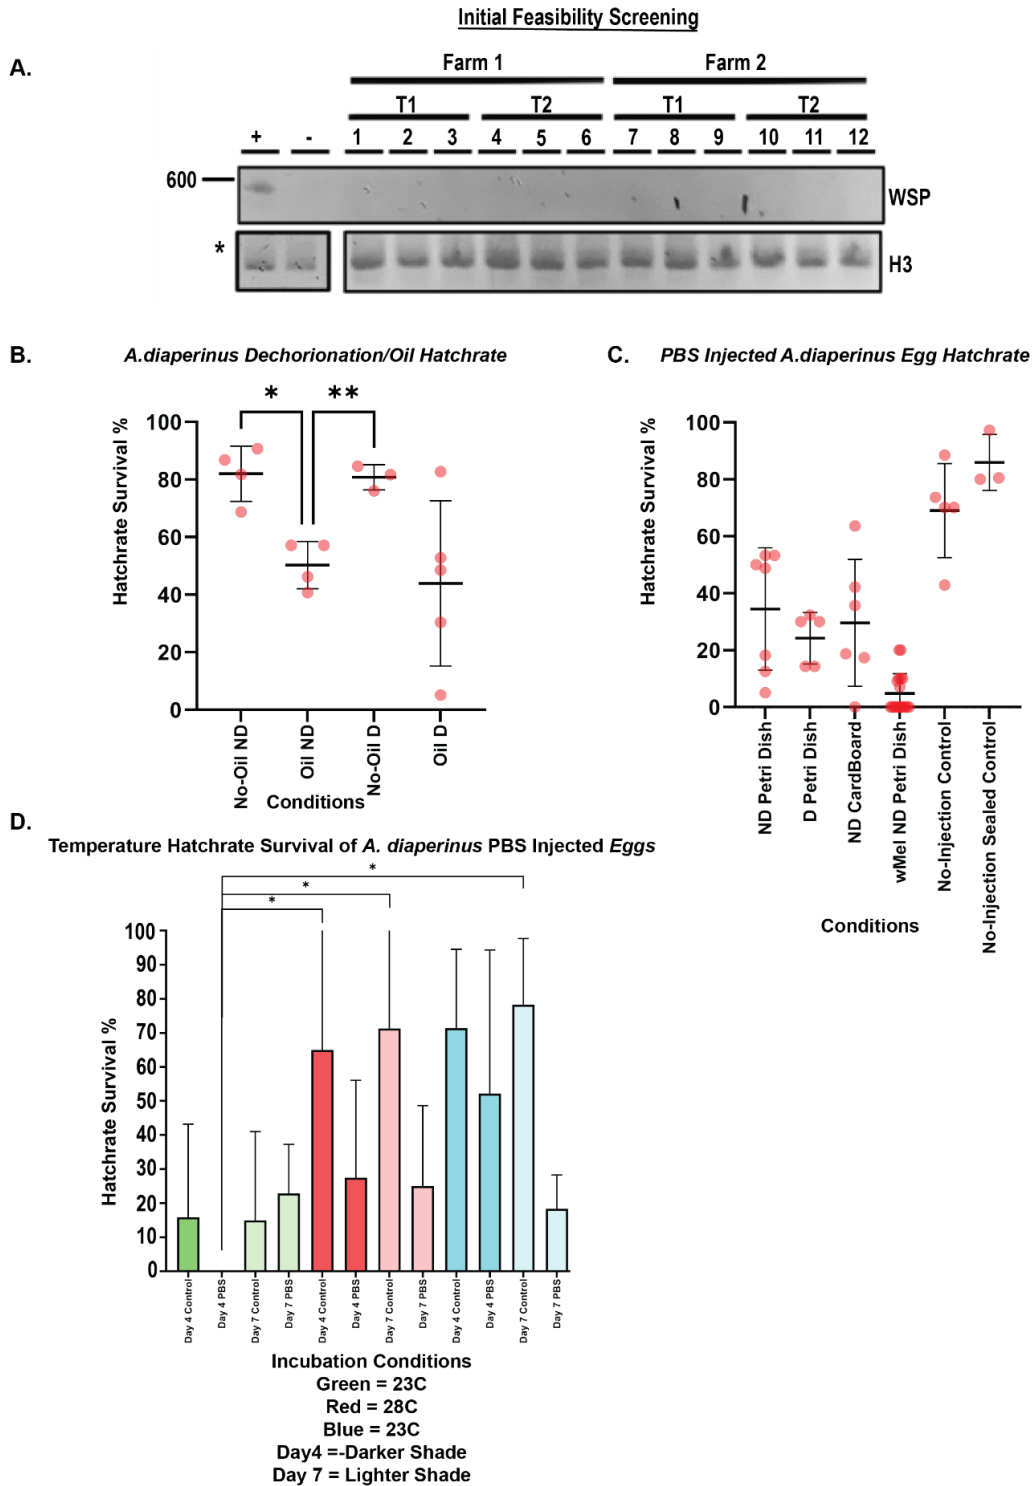 Initial Feasibility Screening
A.
Farm 1 Farm 2
T1 T2 T1 T2
+ - 1 2 3 4 5 6 7 8 9 10 11 12
600
WSP
*
H3
B.
A.diaperinus Dechorionation/Oil Hatchrate
* **
Hatchrate Survival %
100
80
60
40
20
0
No-Oil ND
Oil ND
No-Oil D
Oil D
Conditions
C.
PBS Injected A.diaperinus Egg Hatchrate
Hatchrate Survival %
100
80
60
40
20
0
ND Petri Dish
D Petri Dish
ND CardBoard
wMel ND Petri Dish
No-Injection Control
No-Injection Sealed Control
Conditions
D.
Temperature Hatchrate Survival of A. diaperinus PBS Injected Eggs
*
*
*
Hatchrate Survival %
100
90
80
70
60
50
40
30
20
10
0
Day 4 Control
Day 4 PBS
Day 7 Control
Day 7 PBS
Day 4 Control
Day 4 PBS
Day 7 Control
Day 7 PBS
Day 4 Control
Day 4 PBS
Day 7 Control
Day 7 PBS
Incubation Conditions
Green = 23C
Red = 28C
Blue = 23C
Day4 =-Darker Shade
Day 7 = Lighter Shade